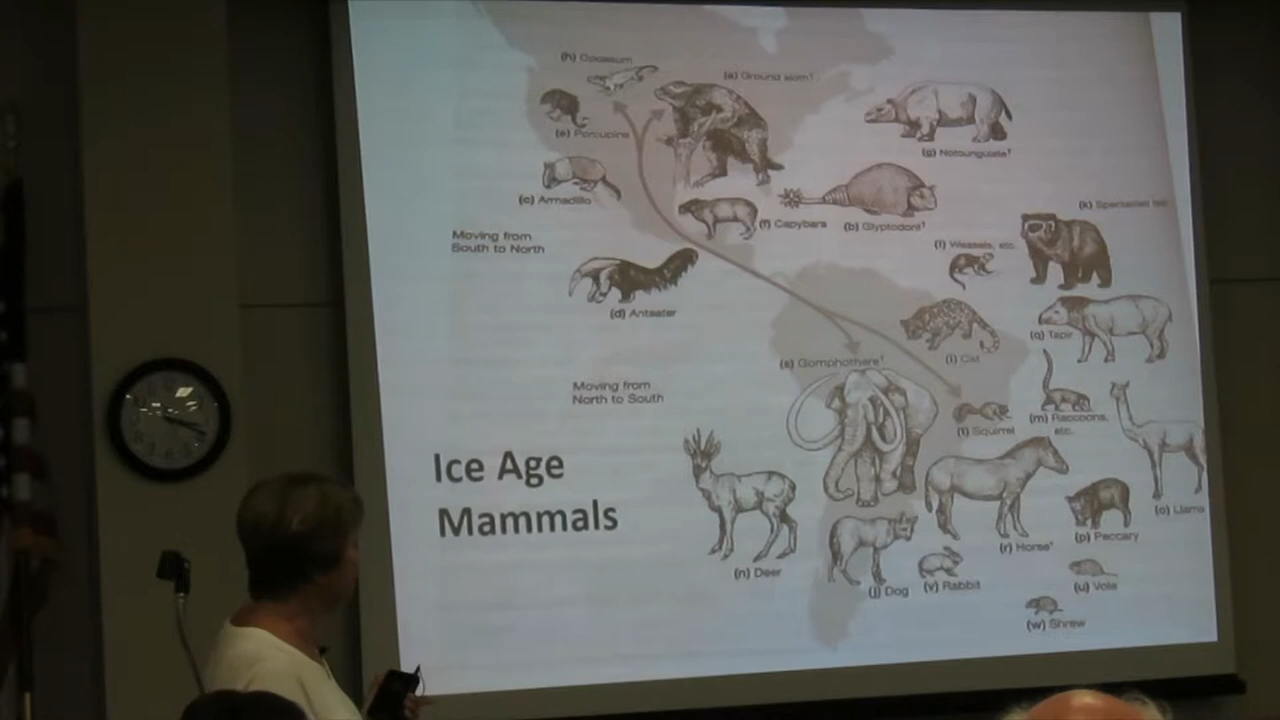 (h) Opossum
(a) Ground sloth†
(e) Porcupine
(g) Notoungulate†
(c) Armadillo
(f) Capybara
(b) Glyptodont†
(k) Spectacled
Moving from
South to North
(l) Weasels, etc.
(d) Anteater
(q) Tapir
(i) Cat
(s) Gomphothere†
Moving from
North to South
(m) Raccoons,
etc.
(t) Squirrel
Ice Age
Mammals
(o) Llama
(p) Peccary
(r) Horse†
(n) Deer
(j) Dog
(v) Rabbit
(u) Vole
(w) Shrew